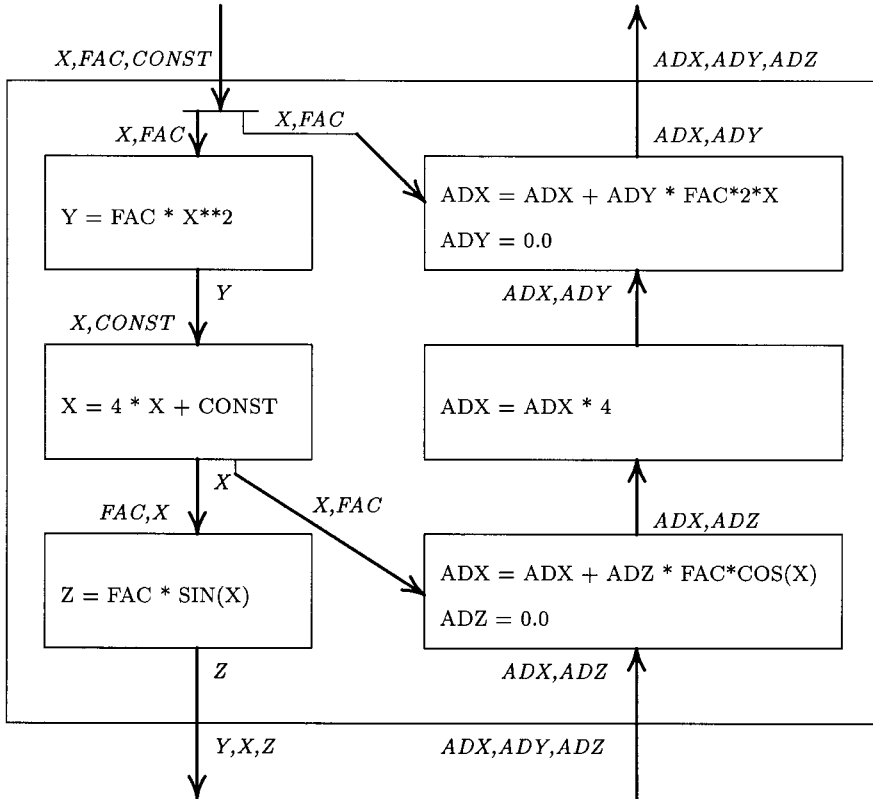 X,FAC,CONST
ADX,ADY,ADZ
X,FAC
X,FAC
ADX,ADY
Y = FAC * X**2
ADX = ADX + ADY * FAC*2*X
ADY = 0.0
Y
ADX,ADY
X,CONST
X = 4 * X + CONST
ADX = ADX * 4
X
X,FAC
FAC,X
ADX,ADZ
Z = FAC * SIN(X)
ADX = ADX + ADZ * FAC*COS(X)
ADZ = 0.0
Z
ADX,ADZ
Y,X,Z
ADX,ADY,ADZ